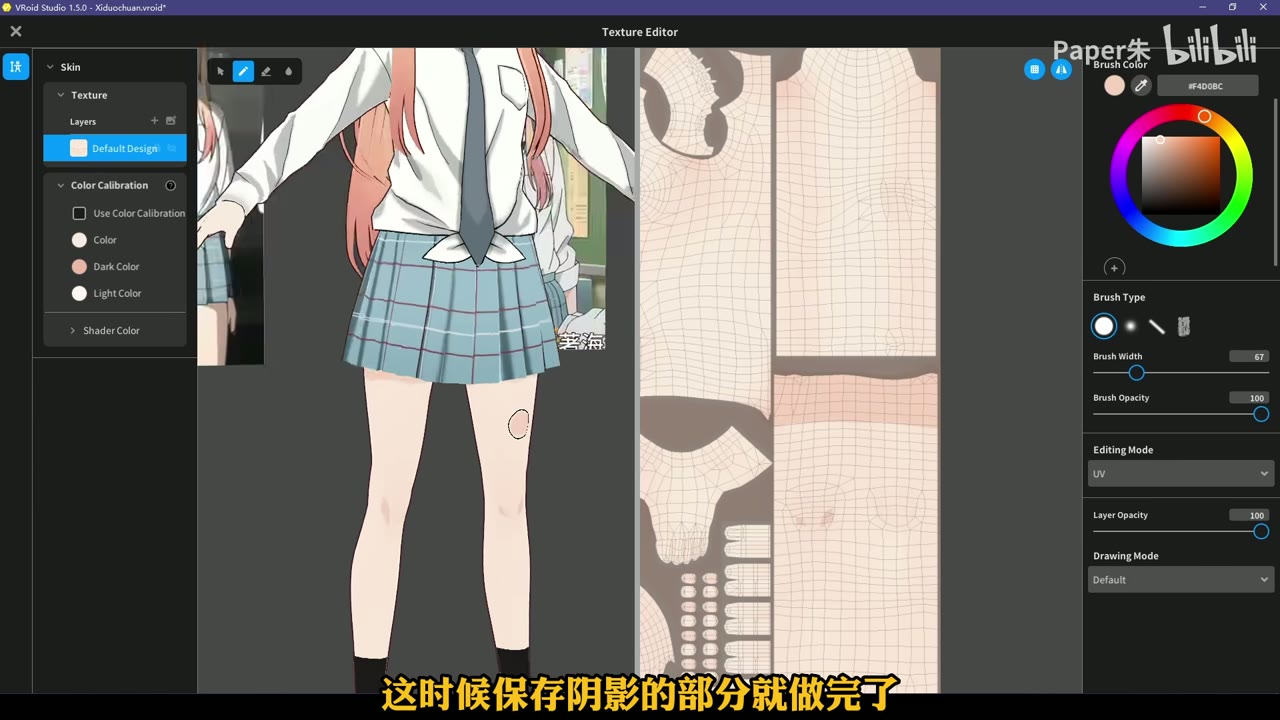 VRoid Studio 1.5.0 - Xiduochuan.vroid*
Texture Editor
Paper朱 bilibili
Skin
Texture
Layers
Default Design
Color Calibration
Use Color Calibration
Color
Dark Color
Light Color
Shader Color
著海
Brush Color
#F4D0BC
Brush Type
Brush Width
67
Brush Opacity
100
Editing Mode
UV
Layer Opacity
100
Drawing Mode
Default
这时候保存阴影的部分就做完了